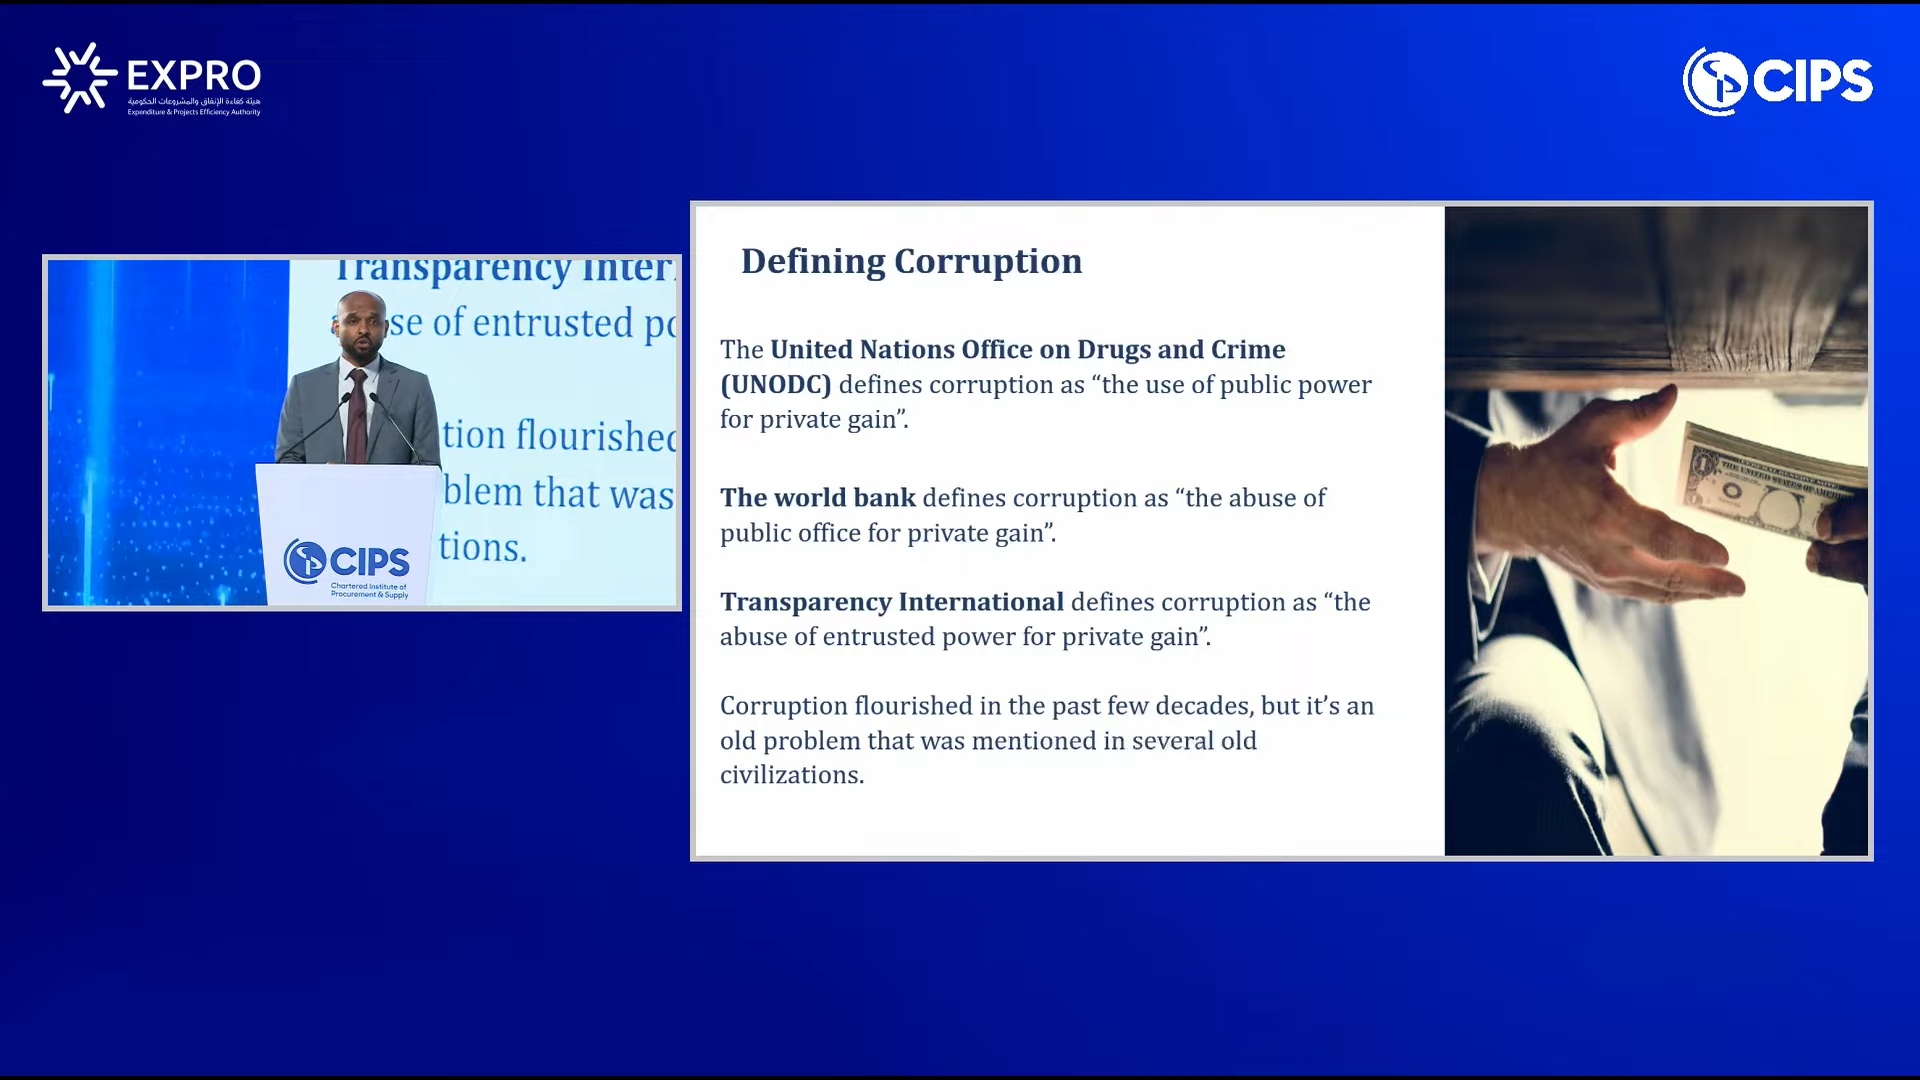 EXPRO
هيئة كفاءة الإنفاق والمشروعات الحكومية
Expenditure & Projects Efficiency Authority
CIPS
Transparency Inter
se of entrusted po
tion flourished
blem that was
tions.
CIPS
Chartered Institute of
Procurement & Supply
Defining Corruption
The United Nations Office on Drugs and Crime
(UNODC) defines corruption as “the use of public power
for private gain”.
The world bank defines corruption as “the abuse of
public office for private gain”.
Transparency International defines corruption as “the
abuse of entrusted power for private gain”.
Corruption flourished in the past few decades, but it’s an
old problem that was mentioned in several old
civilizations.